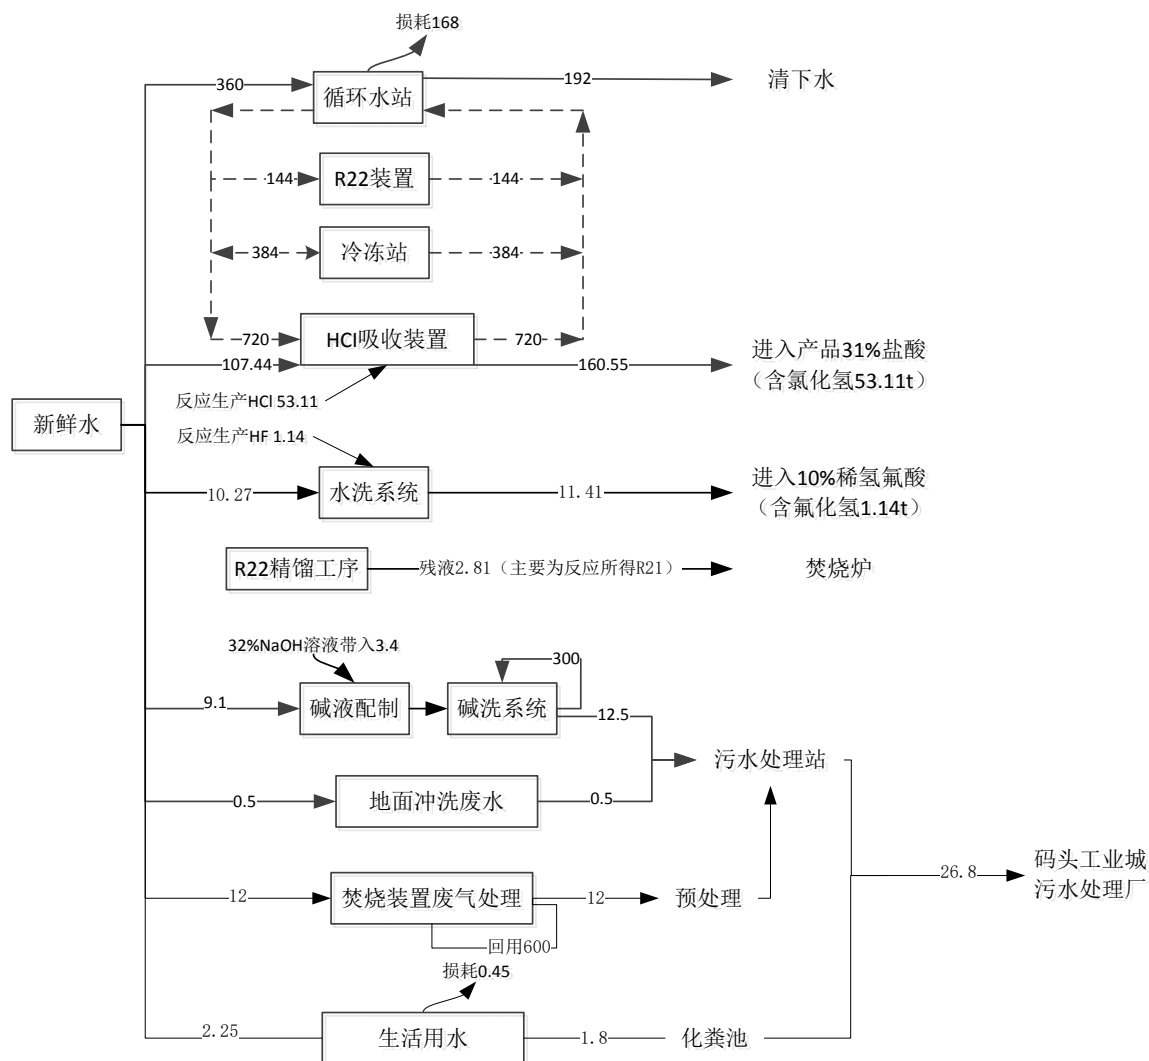 损耗168
360
循环水站
192
清下水
144
R22装置
144
384
冷冻站
384
720
HCl吸收装置
720
107.44
160.55
进入产品31%盐酸
（含氯化氢53.11t）
反应生产HCl 53.11
新鲜水
反应生产HF 1.14
10.27
水洗系统
11.41
进入10%稀氢氟酸
（含氟化氢1.14t）
R22精馏工序
残液2.81（主要为反应所得R21）
焚烧炉
32%NaOH溶液带入3.4
300
9.1
碱液配制
碱洗系统
12.5
污水处理站
0.5
地面冲洗废水
0.5
12
焚烧装置废气处理
12
预处理
26.8
码头工业城
污水处理厂
回用600
损耗0.45
2.25
生活用水
1.8
化粪池